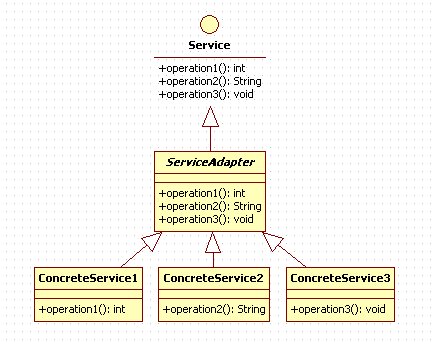 Service
+operation1(): int
+operation2(): String
+operation3(): void
ServiceAdapter
+operation1(): int
+operation2(): String
+operation3(): void
ConcreteService1
+operation1(): int
ConcreteService2
+operation2(): String
ConcreteService3
+operation3(): void